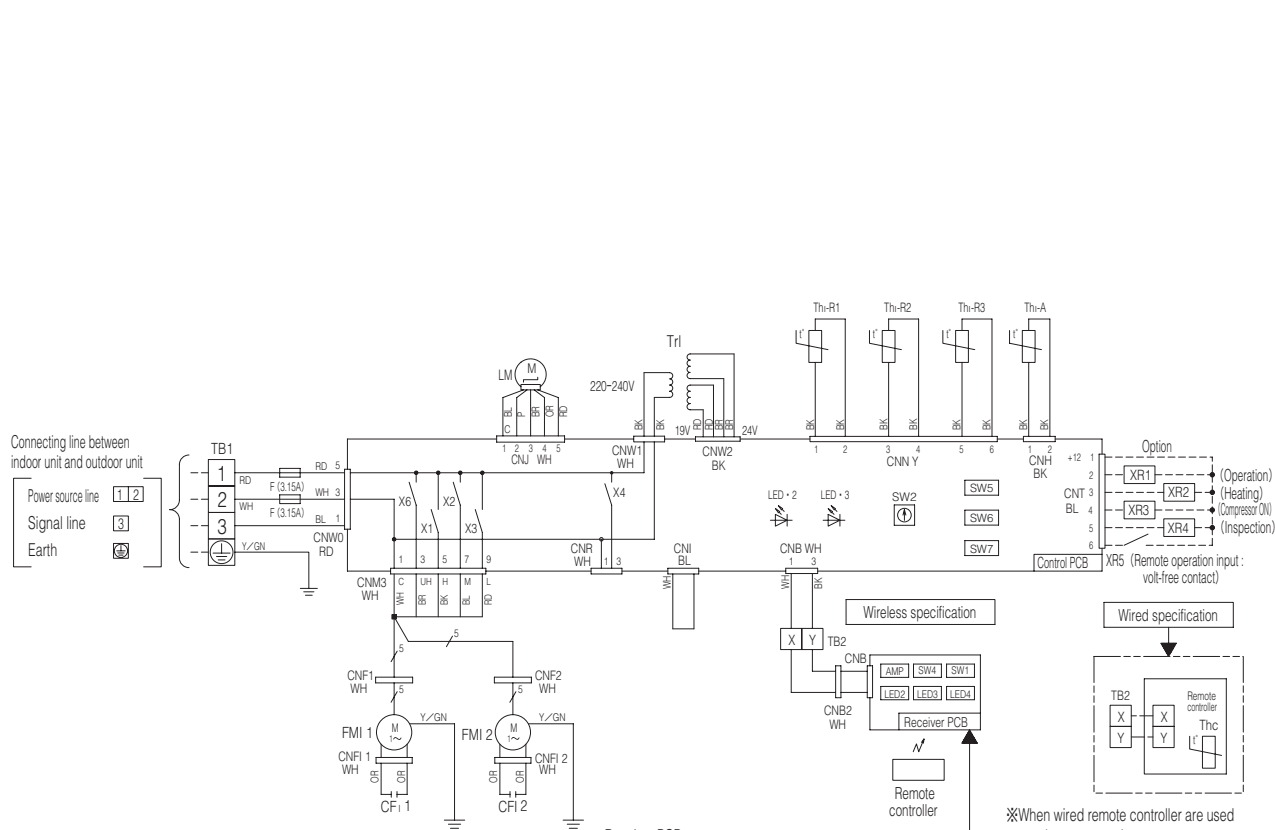 Thı-R1
Thı-R2
Thı-R3
Thı-A
t°
t°
t°
t°
TrI
LM
M
220-240V
BL
P
BR
OR
RD
C
BK
BK
RD
RD
BR
BR
BK
BK
BK
BK
BK
BK
BK
BK
19V
24V
1 2 3 4 5
CNJ WH
CNW1
WH
CNW2
BK
1 2 3 4 5 6
CNN Y
1 2
CNH
BK
Connecting line between
indoor unit and outdoor unit
Power source line 1 2
Signal line 3
Earth
TB1
1
2
3
RD
WH
Y/GN
F (3.15A)
F (3.15A)
RD 5
WH 3
BL 1
CNW0
RD
X6
X1
X2
X3
X4
LED・2
LED・3
SW2
SW5
SW6
SW7
+12 1
2
CNT 3
BL 4
5
6
Option
XR1 (Operation)
XR2 (Heating)
XR3 (Compressor ON)
XR4 (Inspection)
Control PCB
XR5 (Remote operation input :
volt-free contact)
1 3 5 7 9
CNM3
WH
C UH H M L
WH
BR
BK
BL
RD
CNR
WH
1 3
CNI
BL
WH
CNB WH
1 3
WH
BK
5
5
5
5
CNF1
WH
CNF2
WH
FMI 1
M
1~
Y/GN
FMI 2
M
1~
Y/GN
CNFI 1
WH
CNFI 2
WH
OR
OR
OR
OR
CFı 1
CFI 2
X Y TB2
Wireless specification
CNB
AMP SW4 SW1
LED2 LED3 LED4
CNB2
WH
Receiver PCB
Remote
controller
Wired specification
TB2
X X
Y Y
Remote
controller
Thc
t°
※When wired remote controller are used